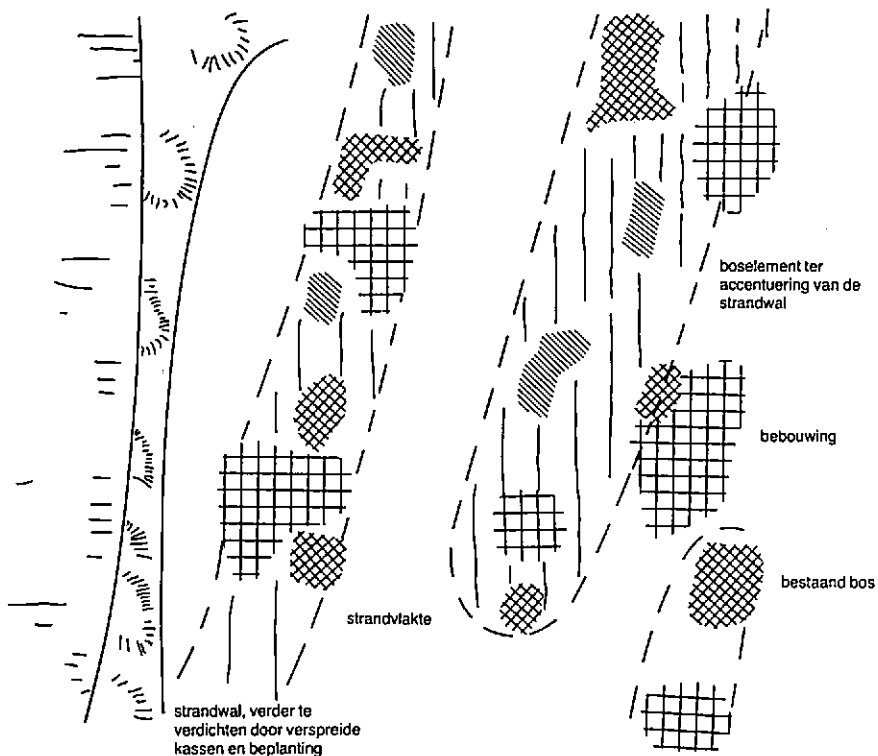 boselement ter
accentuering van de
strandwal
bebouwing
bestaand bos
strandvlakte
strandwal, verder te
verdichten door verspreide
kassen en beplanting